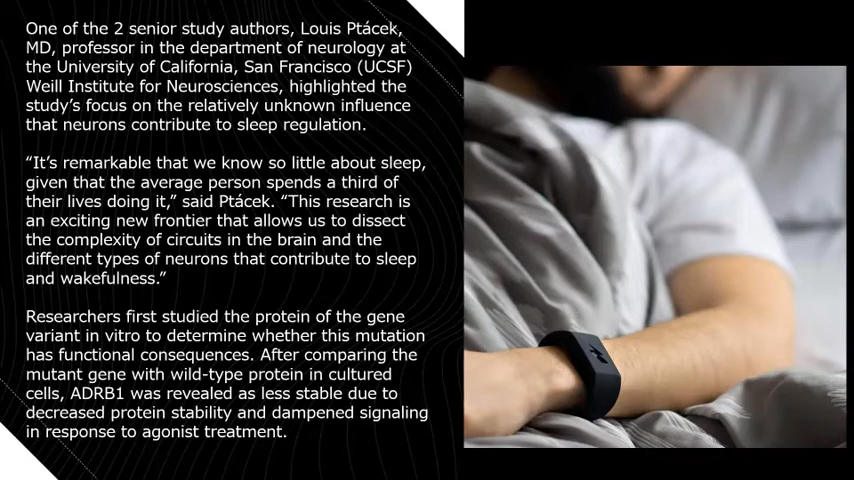 One of the 2 senior study authors, Louis Ptácek,
MD, professor in the department of neurology at
the University of California, San Francisco (UCSF)
Weill Institute for Neurosciences, highlighted the
study’s focus on the relatively unknown influence
that neurons contribute to sleep regulation.
“It’s remarkable that we know so little about sleep,
given that the average person spends a third of
their lives doing it,” said Ptácek. “This research is
an exciting new frontier that allows us to dissect
the complexity of circuits in the brain and the
different types of neurons that contribute to sleep
and wakefulness.”
Researchers first studied the protein of the gene
variant in vitro to determine whether this mutation
has functional consequences. After comparing the
mutant gene with wild-type protein in cultured
cells, ADRB1 was revealed as less stable due to
decreased protein stability and dampened signaling
in response to agonist treatment.